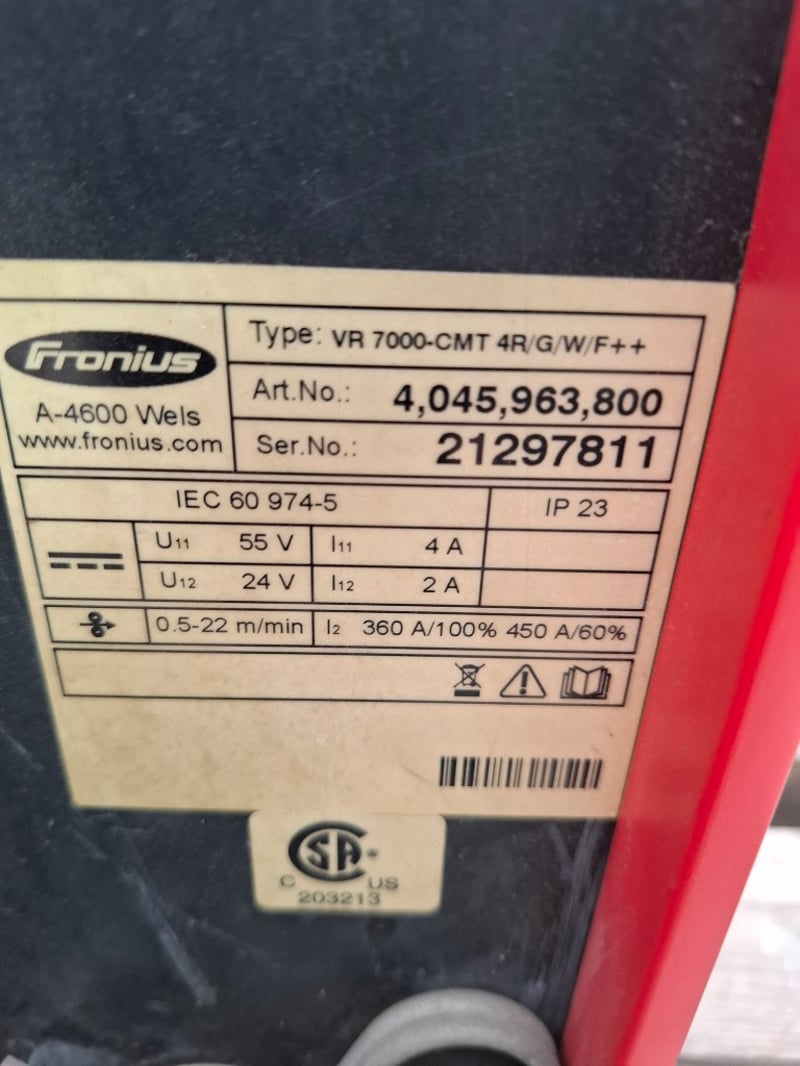 Fronius
A-4600 Wels
www.fronius.com
Type: VR 7000-CMT 4R/G/W/F++
Art.No.: 4,045,963,800
Ser.No.: 21297811
IEC 60 974-5 IP 23
U11 55 V I11 4 A
U12 24 V I12 2 A
0.5-22 m/min I2 360 A/100% 450 A/60%
CSA ®
C US
203213